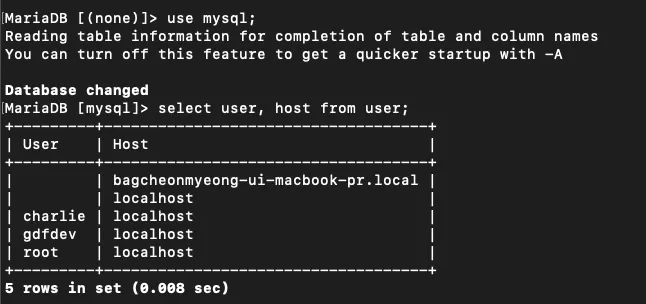 MariaDB [(none)]> use mysql;
Reading table information for completion of table and column names
You can turn off this feature to get a quicker startup with -A
Database changed
MariaDB [mysql]> select user, host from user;
+---------+-----------------------------------+
| User    | Host                              |
+---------+-----------------------------------+
|         | bagcheonmyeong-ui-macbook-pr.local |
|         | localhost                         |
| charlie | localhost                         |
| gdfdev  | localhost                         |
| root    | localhost                         |
+---------+-----------------------------------+
5 rows in set (0.008 sec)